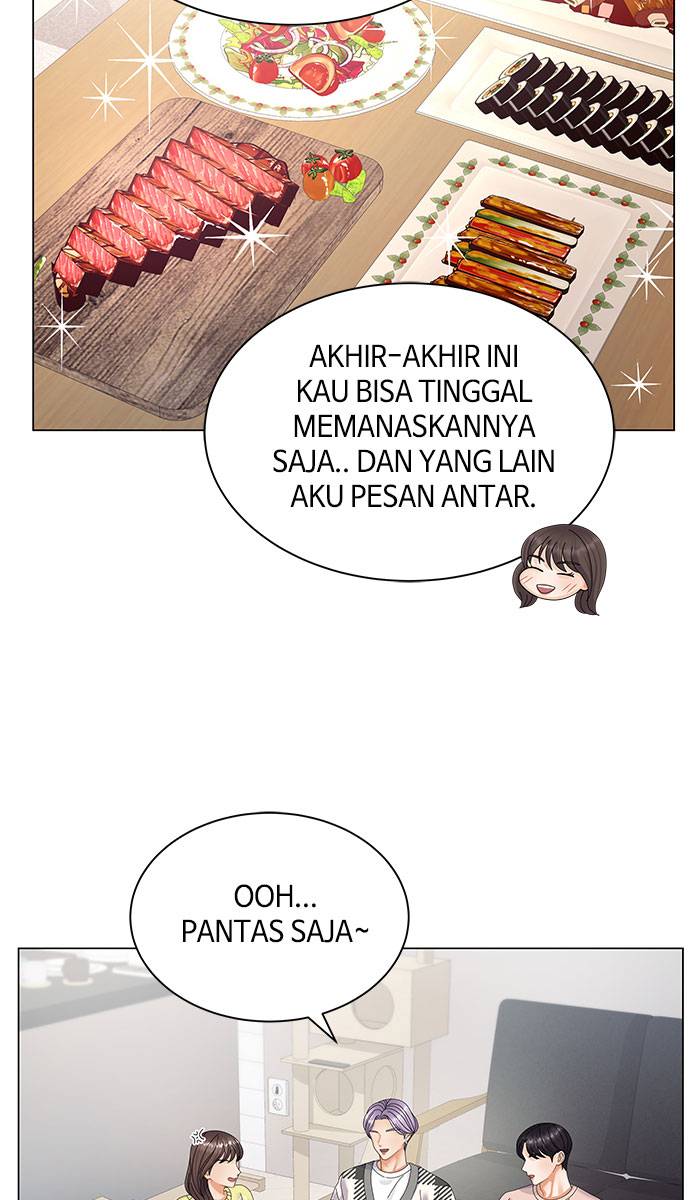 AKHIR-AKHIR INI
KAU BISA TINGGAL
MEMANASKANNYA
SAJA.. DAN YANG LAIN
AKU PESAN ANTAR.
OOH...
PANTAS SAJA~